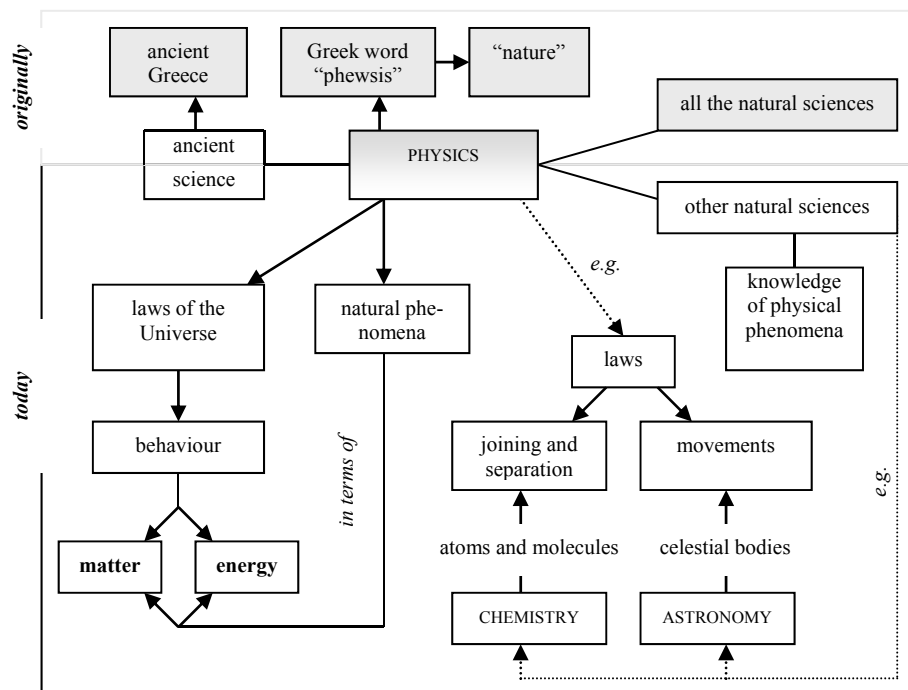 originally
ancient
Greece
Greek word
“phewsis”
“nature”
all the natural sciences
ancient
science
PHYSICS
other natural sciences
e.g.
knowledge
of physical
phenomena
laws of the
Universe
natural phe-
nomena
laws
today
behaviour
in terms of
joining and
separation
movements
e.g.
matter
energy
atoms and molecules
celestial bodies
CHEMISTRY
ASTRONOMY